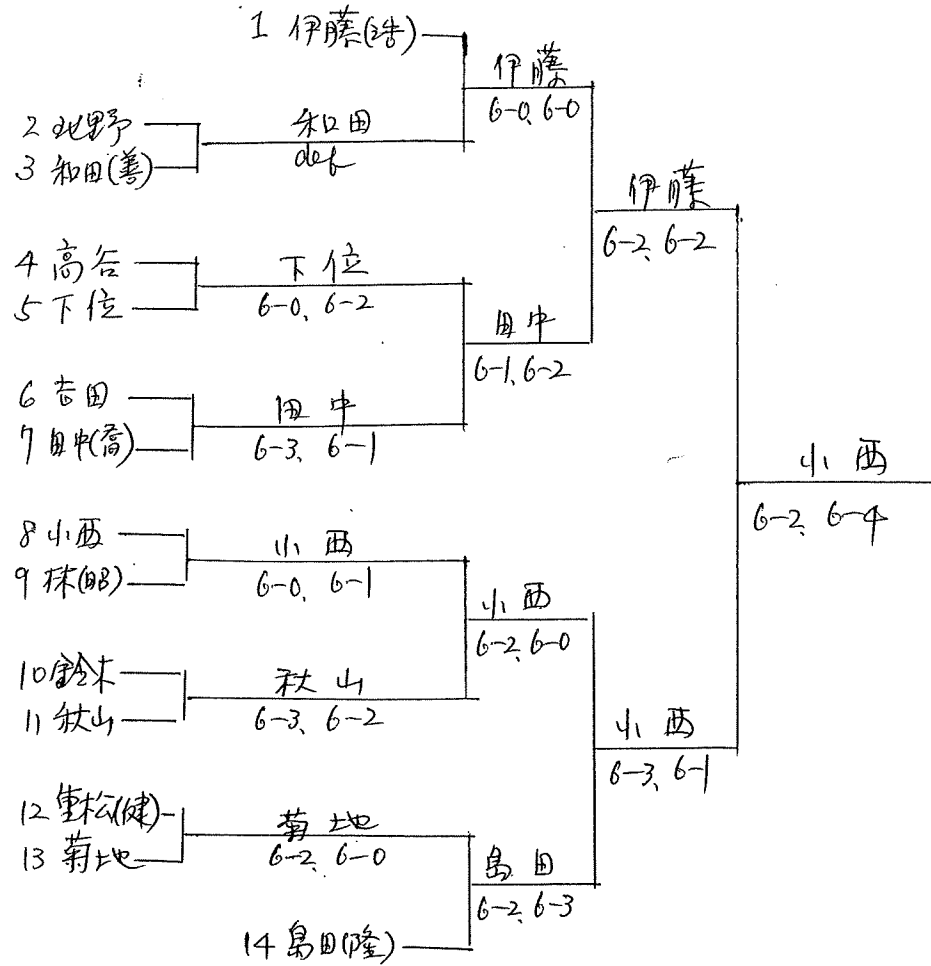 1 伊藤(浩)
伊藤
6-0, 6-0
2 北野
和田
3 和田(善)
def
伊藤
6-2, 6-2
4 高谷
下位
5 下位
6-0, 6-2
田中
6-1, 6-2
6 吉田
田中
7 田中(喬)
6-3, 6-1
小西
6-2, 6-4
8 小西
小西
9 林(昭)
6-0, 6-1
小西
6-2, 6-0
10 鈴木
秋山
11 秋山
6-3, 6-2
小西
6-3, 6-1
12 重松(健)
菊地
13 菊地
6-2, 6-0
島田
6-2, 6-3
14 島田(隆)